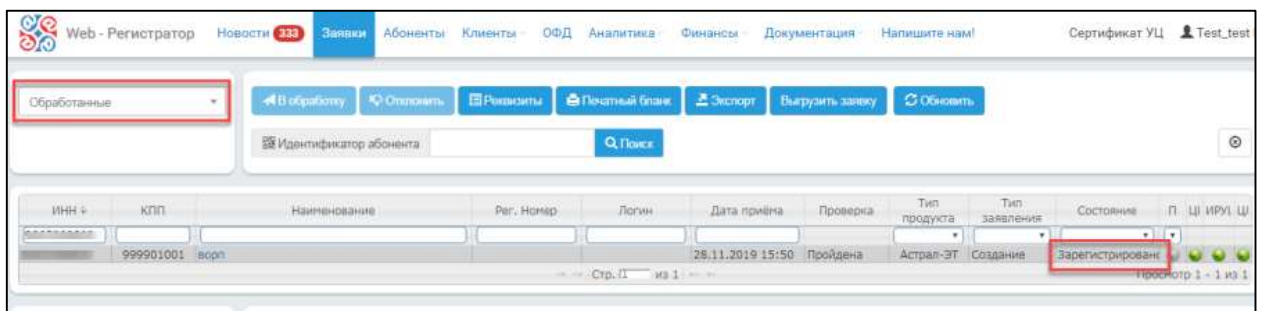 Web - Регистратор Новости 333 Заявки Абоненты Клиенты ОФД Аналитика Финансы Документация Напишите нам! Сертификат УЦ Test_test
Обработанные
В обработку Отклонить Реквизиты Печатный бланк Экспорт Выгрузить заявку Обновить
Идентификатор абонента Поиск
ИНН КПП Наименование Рег. Номер Логин Дата приёма Проверка Тип продукта Тип заявления Состояние П ЦІ ИРУІ
999901001 ворп 28.11.2019 15:50 Пройдена Астрал-ЭТ Создание Зарегистрирован
Стр. 1 из 1 Просмотр 1 - 1 из 1